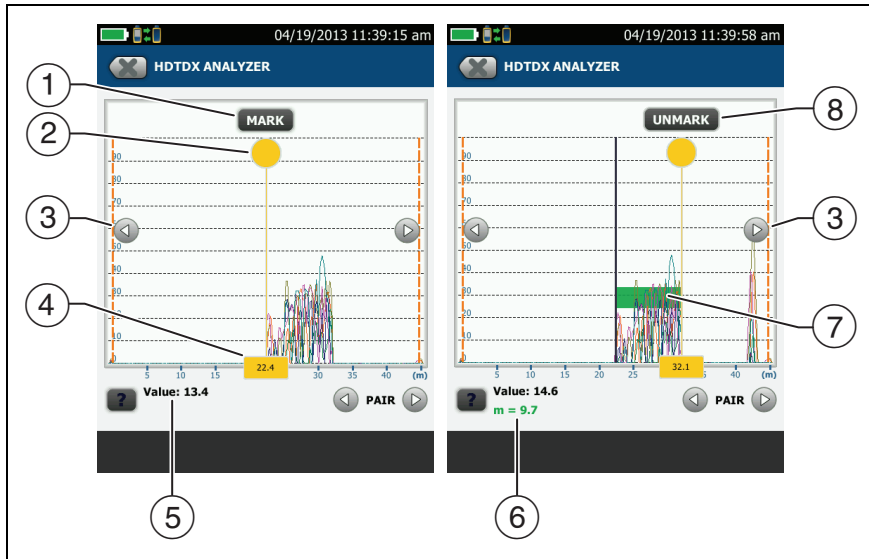 04/19/2013 11:39:15 am
HDTDX ANALYZER
MARK
90
80
70
60
50
40
30
20
10
0
22.4
5 10 15 30 35 40 (m)
? Value: 13.4
PAIR
04/19/2013 11:39:58 am
HDTDX ANALYZER
UNMARK
90
80
70
60
50
40
30
20
10
0
32.1
5 10 15 20 25 35 40 (m)
? Value: 14.6
m = 9.7
PAIR
1
2
3
4
5
6
7
3
8